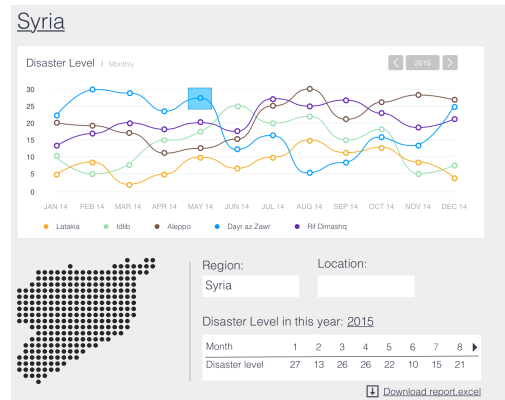 Syria
Disaster Level | Monthly
2015
30
25
20
15
10
5
0
JAN 14 FEB 14 MAR 14 APR 14 MAY 14 JUN 14 JUL 14 AUG 14 SEP 14 OCT 14 NOV 14 DEC 14
Latakia Idlib Aleppo Dayr az Zawr Rif Dimashq
Region: Location:
Syria
Disaster Level in this year: 2015
Month 1 2 3 4 5 6 7 8
Disaster level 27 13 26 26 22 10 15 21
Download report.excel